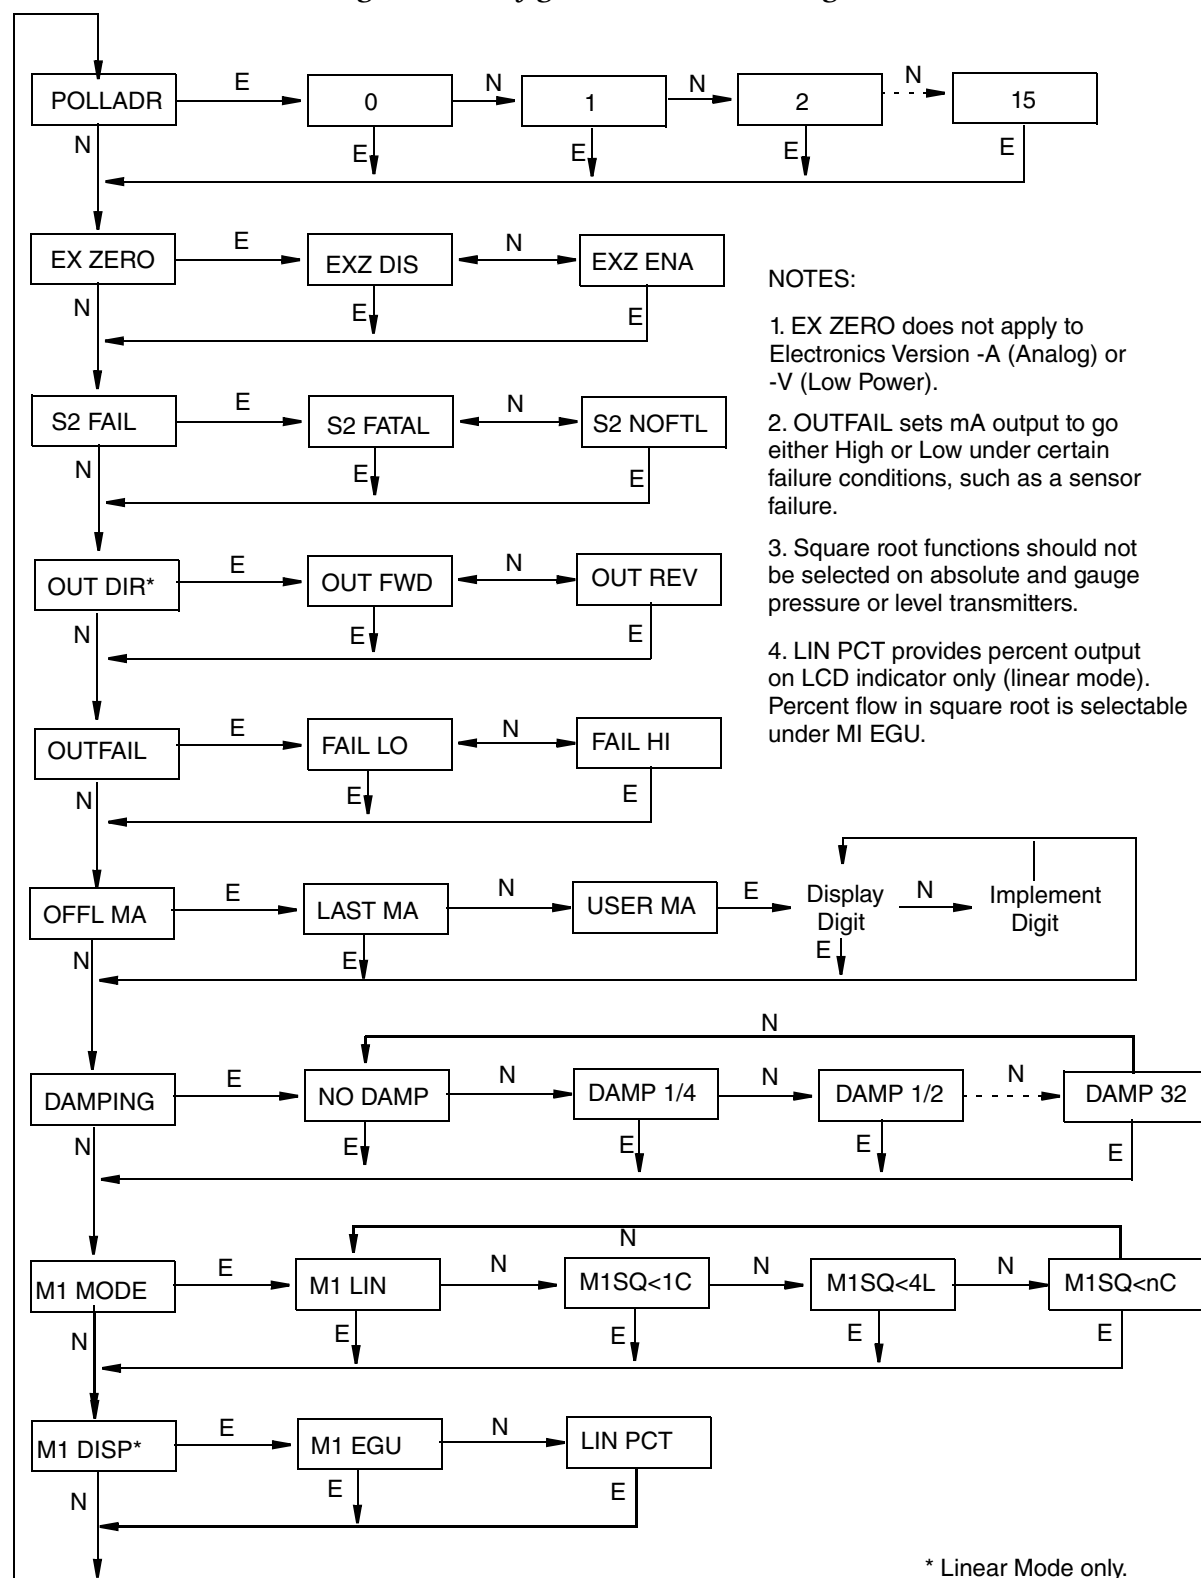 POLLADR E 0 N 1 N 2 N 15
N E E E E
EX ZERO E EXZ DIS N EXZ ENA
N E E
NOTES:
1. EX ZERO does not apply to
Electronics Version -A (Analog) or
-V (Low Power).
S2 FAIL E S2 FATAL N S2 NOFTL
N E E
2. OUTFAIL sets mA output to go
either High or Low under certain
failure conditions, such as a sensor
failure.
OUT DIR* E OUT FWD N OUT REV
N E E
3. Square root functions should not
be selected on absolute and gauge
pressure or level transmitters.
4. LIN PCT provides percent output
on LCD indicator only (linear mode).
Percent flow in square root is selectable
under MI EGU.
OUTFAIL E FAIL LO N FAIL HI
N E E
OFFL MA E LAST MA N USER MA E Display N Implement
Digit Digit
N E E
N
DAMPING E NO DAMP N DAMP 1/4 N DAMP 1/2 N DAMP 32
N E E E E
N
M1 MODE E M1 LIN N M1SQ<1C N M1SQ<4L N M1SQ<nC
N E E E E
M1 DISP* E M1 EGU N LIN PCT
N E E
* Linear Mode only.